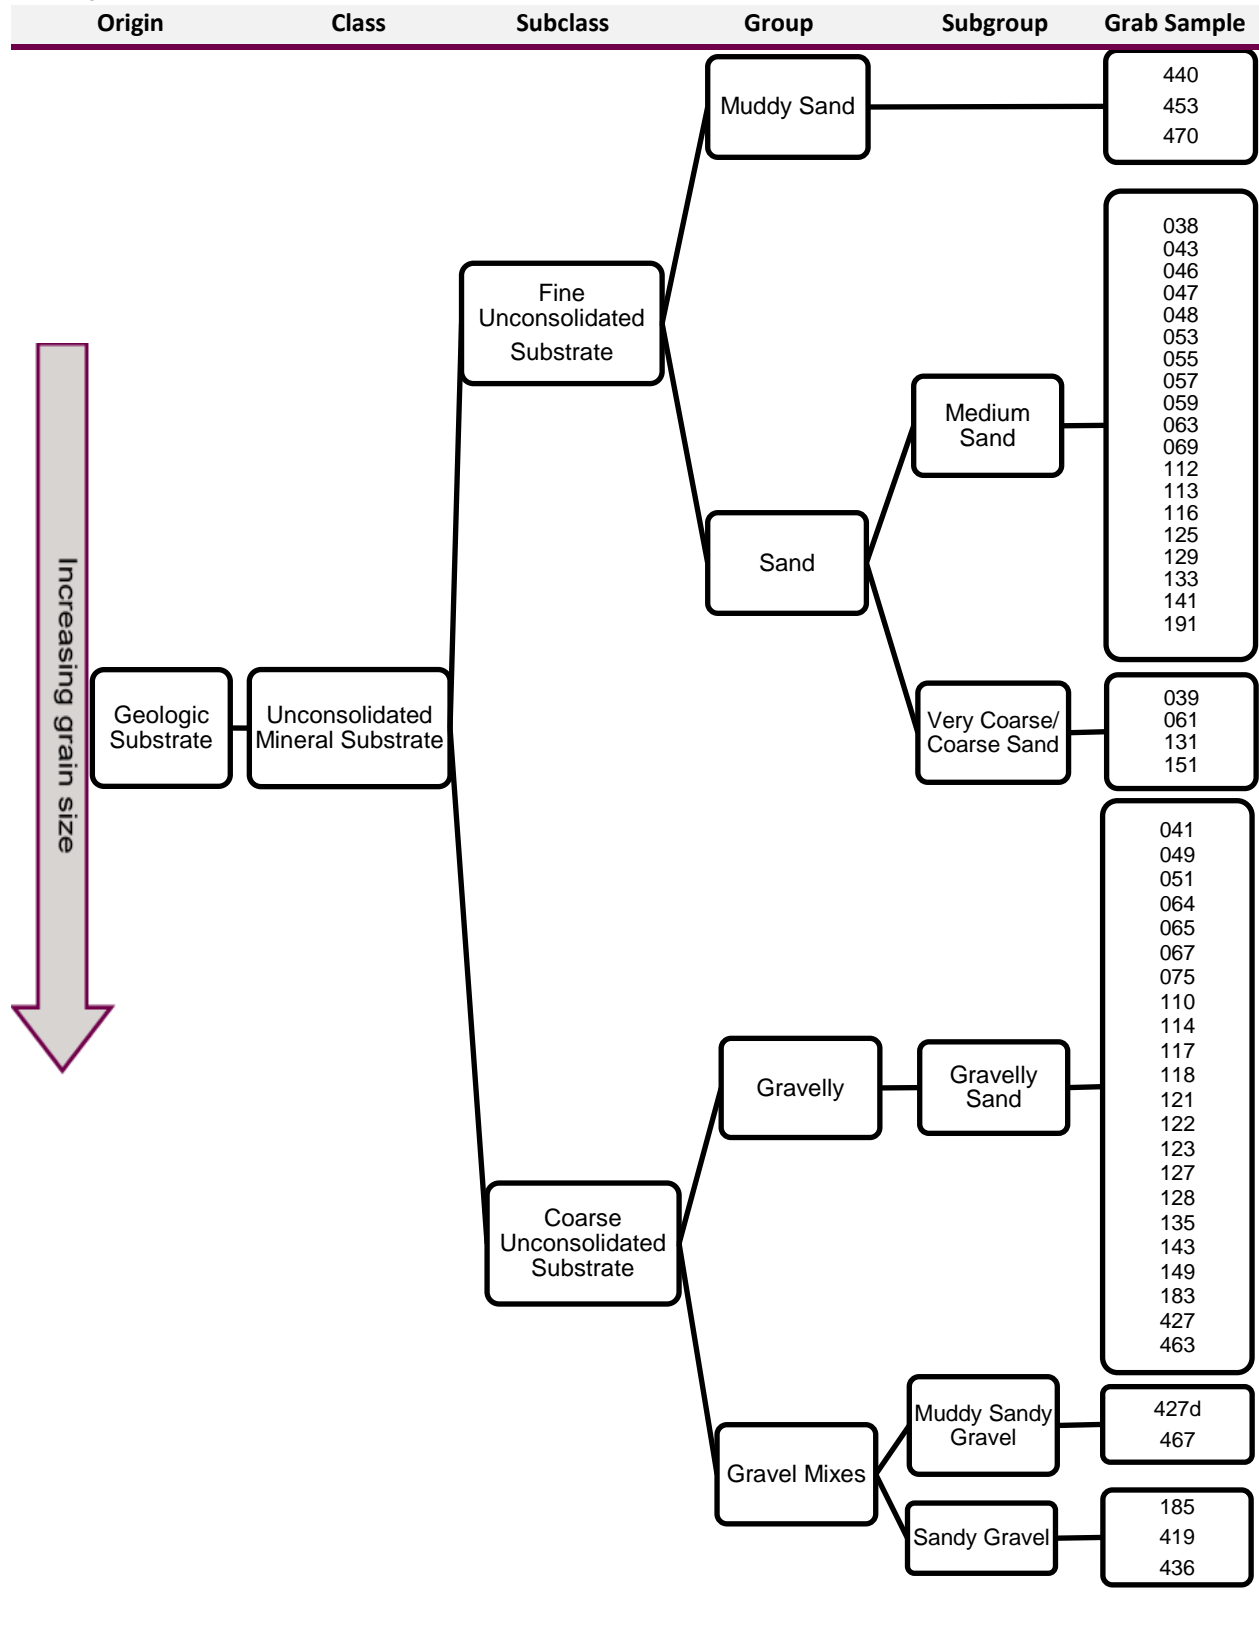 Origin Class Subclass Group Subgroup Grab Sample
Muddy Sand
440
453
470
Fine
Unconsolidated
Substrate
Sand
Medium
Sand
038
043
046
047
048
053
055
057
059
063
069
112
113
116
125
129
133
141
191
Very Coarse/
Coarse Sand
039
061
131
151
Increasing grain size
Geologic
Substrate
Unconsolidated
Mineral Substrate
Coarse
Unconsolidated
Substrate
Gravelly
Gravelly
Sand
041
049
051
064
065
067
075
110
114
117
118
121
122
123
127
128
135
143
149
183
427
463
Gravel Mixes
Muddy Sandy
Gravel
427d
467
Sandy Gravel
185
419
436